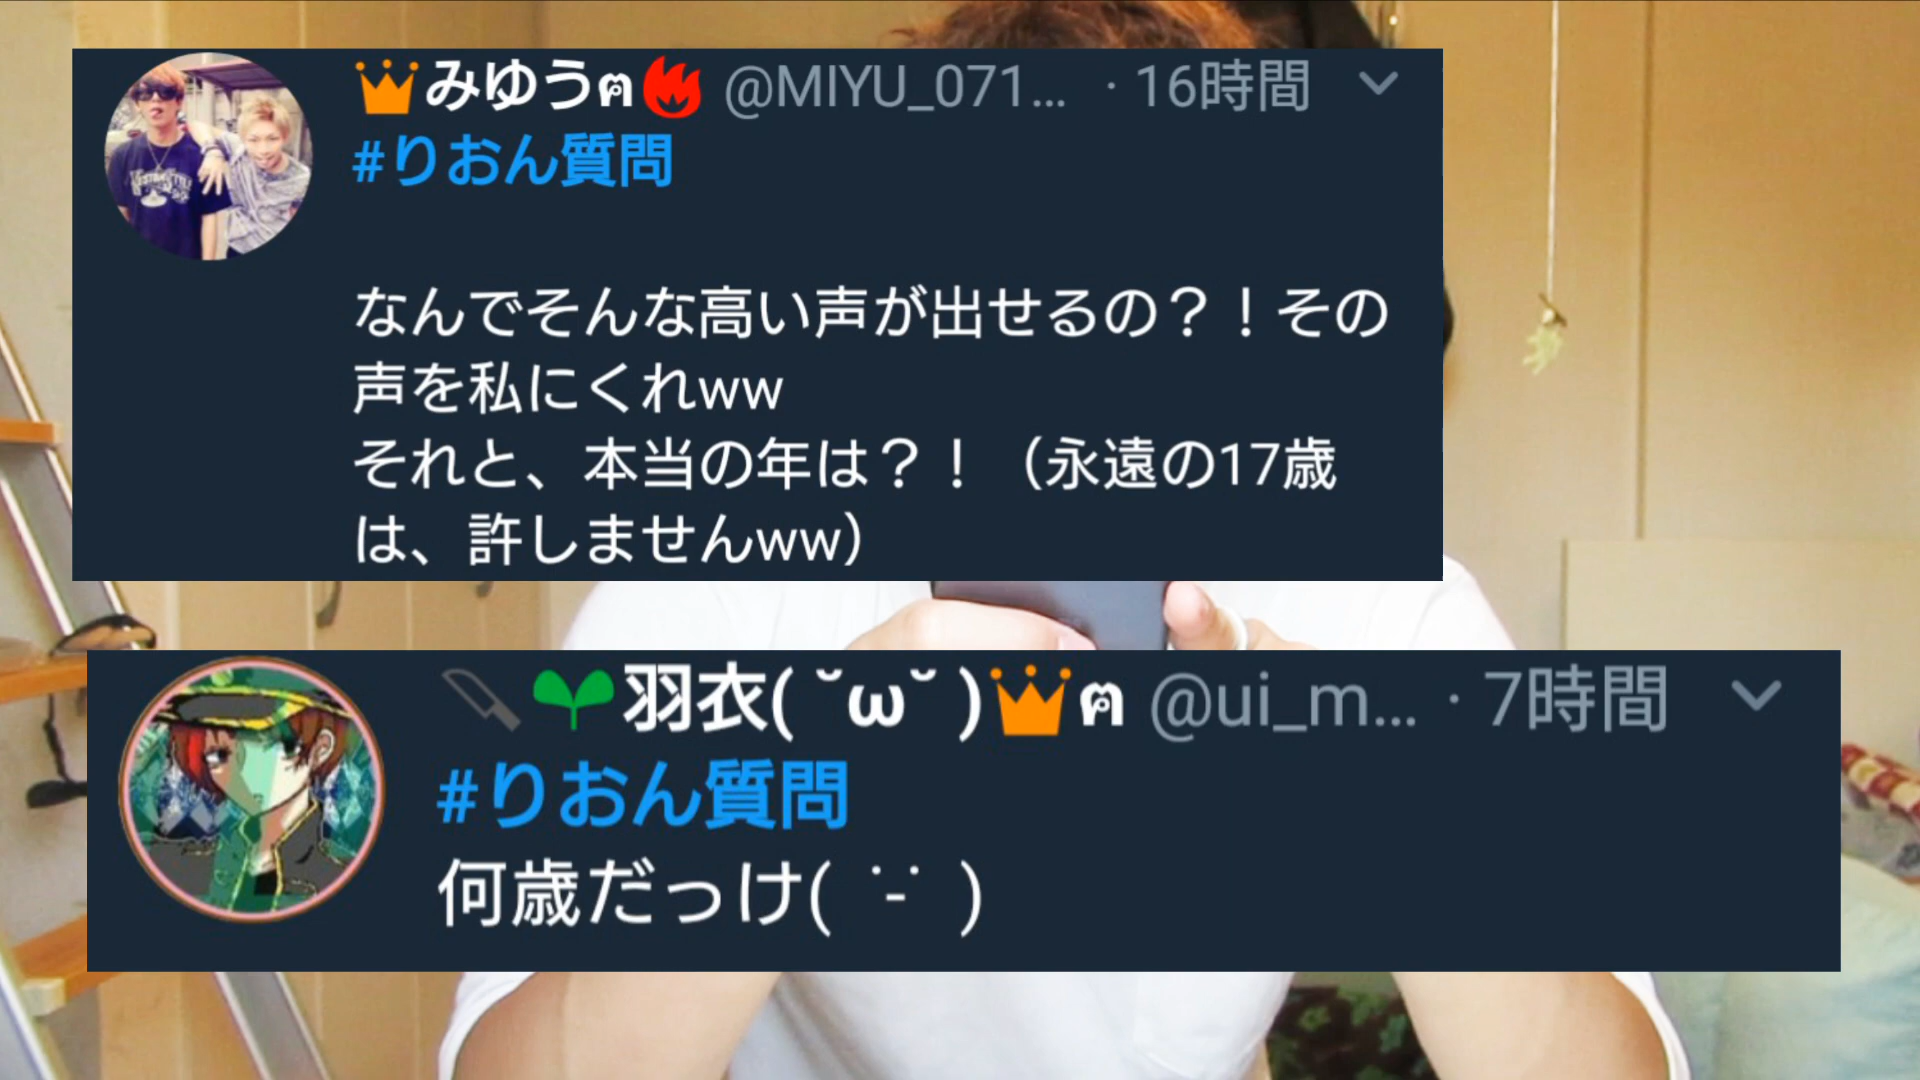 👑みゆうฅ🔥 @MIYU_071… · 16時間
#りおん質問
なんでそんな高い声が出せるの？！その
声を私にくれww
それと、本当の年は？！（永遠の17歳
は、許しませんww）
🔪🌱羽衣( ˘ω˘ )👑ฅ @ui_m… · 7時間
#りおん質問
何歳だっけ( ˙-˙ )